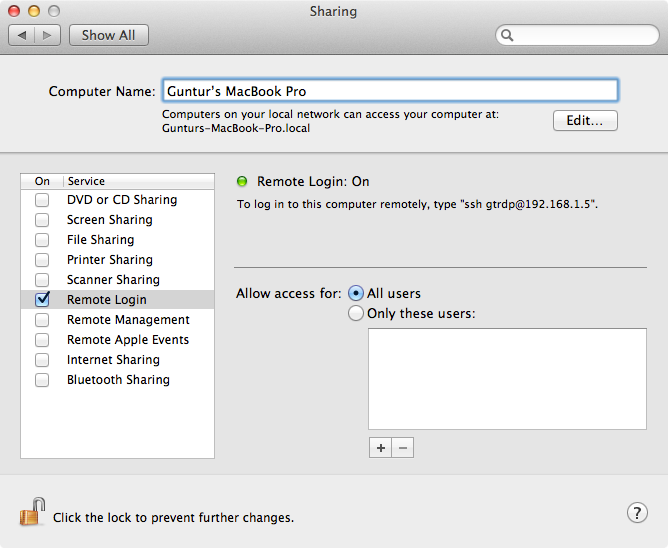 Sharing
Show All
Computer Name: Guntur's MacBook Pro
Computers on your local network can access your computer at:
Gunturs-MacBook-Pro.local
Edit...
On Service
DVD or CD Sharing
Screen Sharing
File Sharing
Printer Sharing
Scanner Sharing
Remote Login
Remote Management
Remote Apple Events
Internet Sharing
Bluetooth Sharing
Remote Login: On
To log in to this computer remotely, type "ssh gtrdp@192.168.1.5".
Allow access for: All users
Only these users:
+ −
Click the lock to prevent further changes.
?